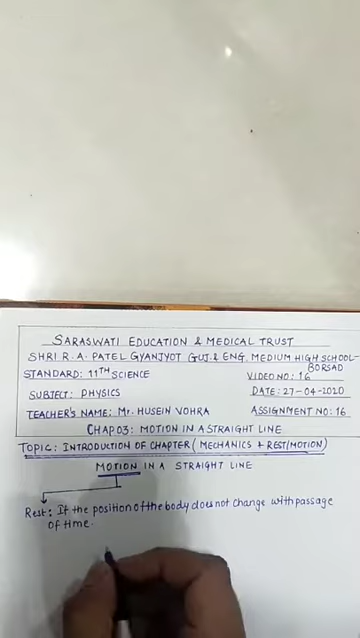 SARASWATI EDUCATION & MEDICAL TRUST
SHRI R. A. PATEL GYANJYOT GUJ. & ENG. MEDIUM HIGH SCHOOL-
BORSAD
STANDARD: 11TH SCIENCE
VIDEO NO: 16
SUBJECT: PHYSICS
DATE: 27-04-2020
TEACHER'S NAME: Mr. HUSEIN VOHRA
ASSIGNMENT NO: 16
CHAP.03: MOTION IN A STRAIGHT LINE
TOPIC: INTRODUCTION OF CHAPTER (MECHANICS & REST/MOTION)
MOTION IN A STRAIGHT LINE
Rest: If the position of the body does not change with passage
of time.